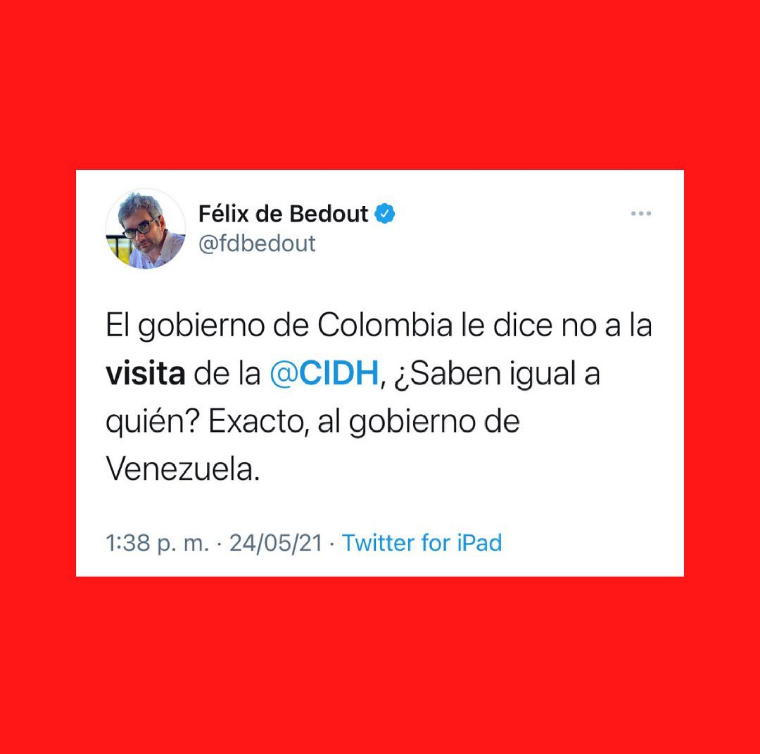 Félix de Bedout
@fdbedout
El gobierno de Colombia le dice no a la
visita de la @CIDH, ¿Saben igual a
quién? Exacto, al gobierno de
Venezuela.
1:38 p. m. · 24/05/21 · Twitter for iPad